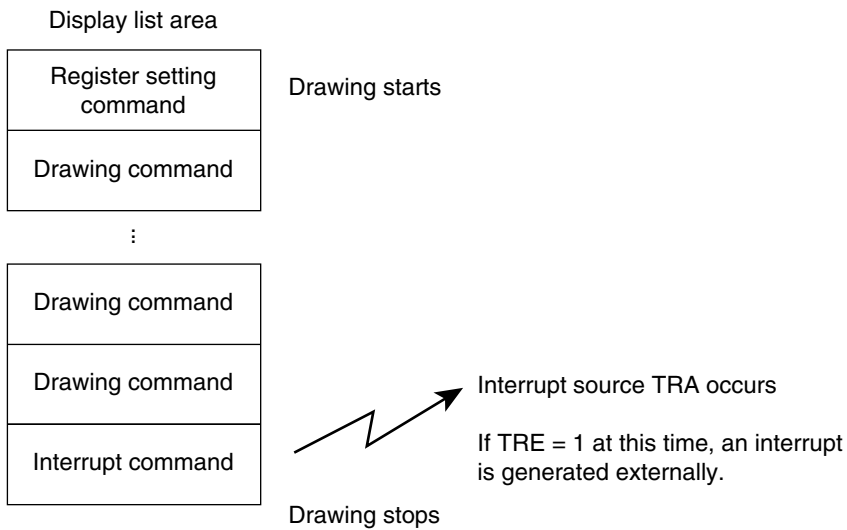 Display list area
Register setting
command
Drawing starts
Drawing command
⋮
Drawing command
Drawing command
Interrupt source TRA occurs
If TRE = 1 at this time, an interrupt
is generated externally.
Interrupt command
Drawing stops